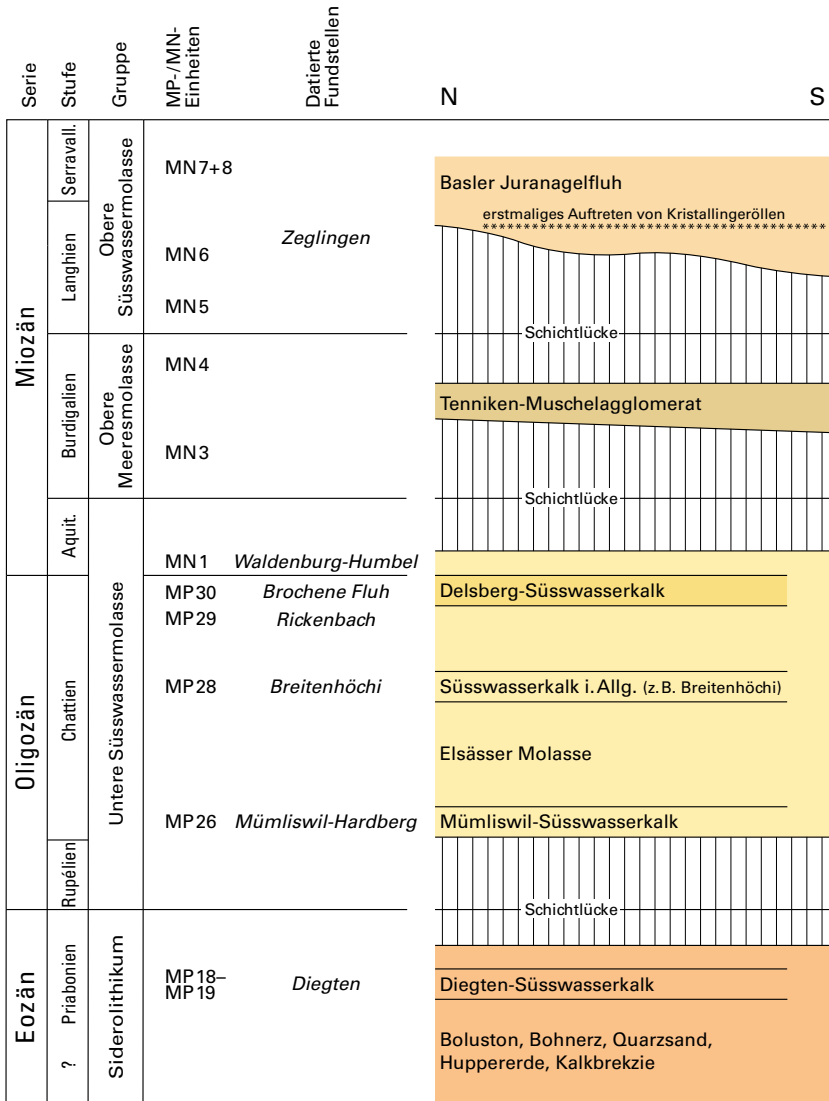 Serie
Stufe
Gruppe
MP-/MN-
Einheiten
Datierte
Fundstellen
N
S
Miozän
Oligozän
Eozän
Serravall.
Langhien
Burdigalien
Aquit.
Chattien
Rupélien
Priabonien
?
Obere
Süsswassermolasse
Obere
Meeresmolasse
Untere Süsswassermolasse
Siderolithikum
MN7+8
Zeglingen
MN6
MN5
MN4
MN3
MN1 Waldenburg-Humbel
MP30 Brochene Fluh
MP29 Rickenbach
MP28 Breitenhöchi
MP26 Mümliswil-Hardberg
MP18–
MP19
Diegten
Basler Juranagelfluh
erstmaliges Auftreten von Kristallingeröllen
Schichtlücke
Tenniken-Muschelagglomerat
Schichtlücke
Delsberg-Süsswasserkalk
Süsswasserkalk i. Allg. (z. B. Breitenhöchi)
Elsässer Molasse
Mümliswil-Süsswasserkalk
Schichtlücke
Diegten-Süsswasserkalk
Boluston, Bohnerz, Quarzsand,
Huppererde, Kalkbrekzie